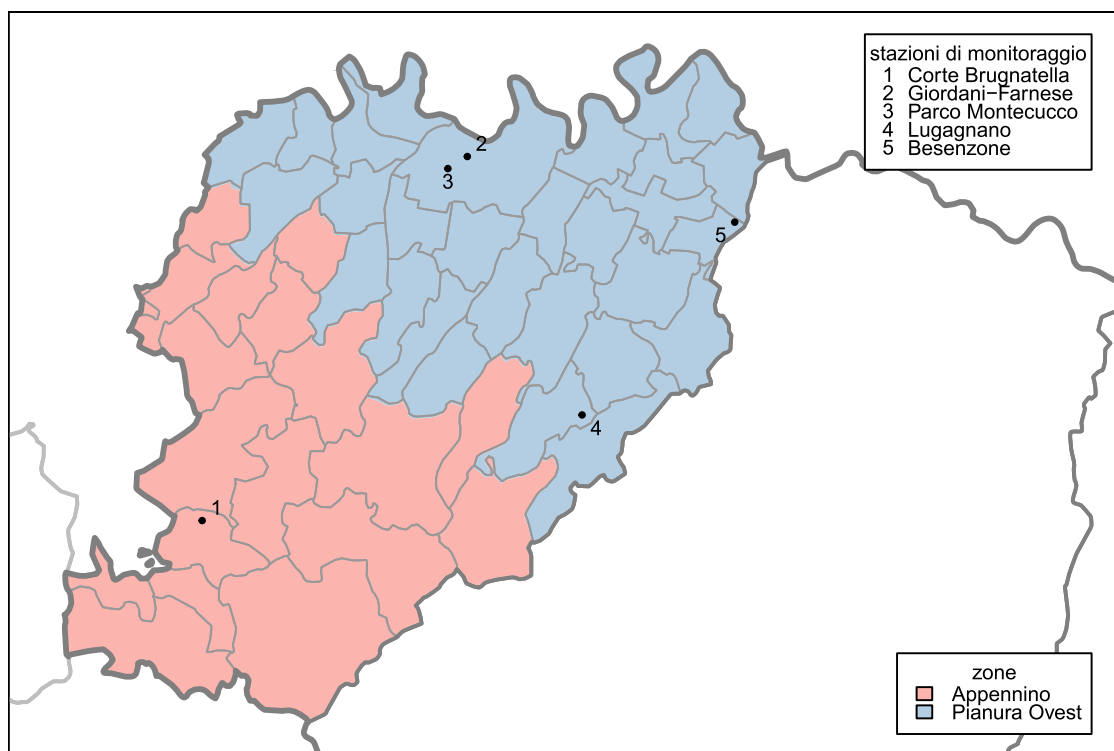 stazioni di monitoraggio
1 Corte Brugnatella
2 Giordani−Farnese
3 Parco Montecucco
4 Lugagnano
5 Besenzone
2
3
5
4
1
zone
Appennino
Pianura Ovest